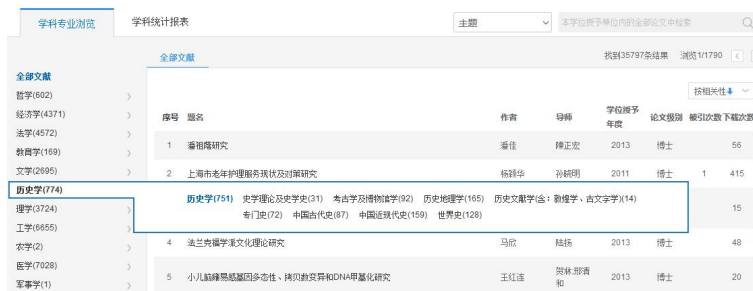 学科专业浏览 学科统计报表 主题 本学位授予单位内的全部论文中检索
全部文献 找到35797条结果 浏览1/1790
全部文献
哲学(602)
经济学(4371)
法学(4572)
教育学(169)
文学(2695)
历史学(774)
理学(3724)
工学(6655)
农学(2)
医学(7028)
军事学(1)
按相关性
序号 题名 作者 导师 学位授予年度 论文级别 被引次数 下载次数
1 潘祖荫研究 潘佳 陳正宏 2013 博士 56
2 上海市老年护理服务现状及对策研究 杨颖华 孙晓明 2011 博士 1 415
历史学(751) 史学理论及史学史(31) 考古学及博物馆学(92) 历史地理学(165) 历史文献学(含：敦煌学、古文字学)(14)
专门史(72) 中国古代史(87) 中国近现代史(159) 世界史(128)
15
4 法兰克福学派文化理论研究 马欣 陆扬 2013 博士 48
5 小儿脑瘫易感基因多态性、拷贝数变异和DNA甲基化研究 王红连 贺林;邢清和 2013 博士 20